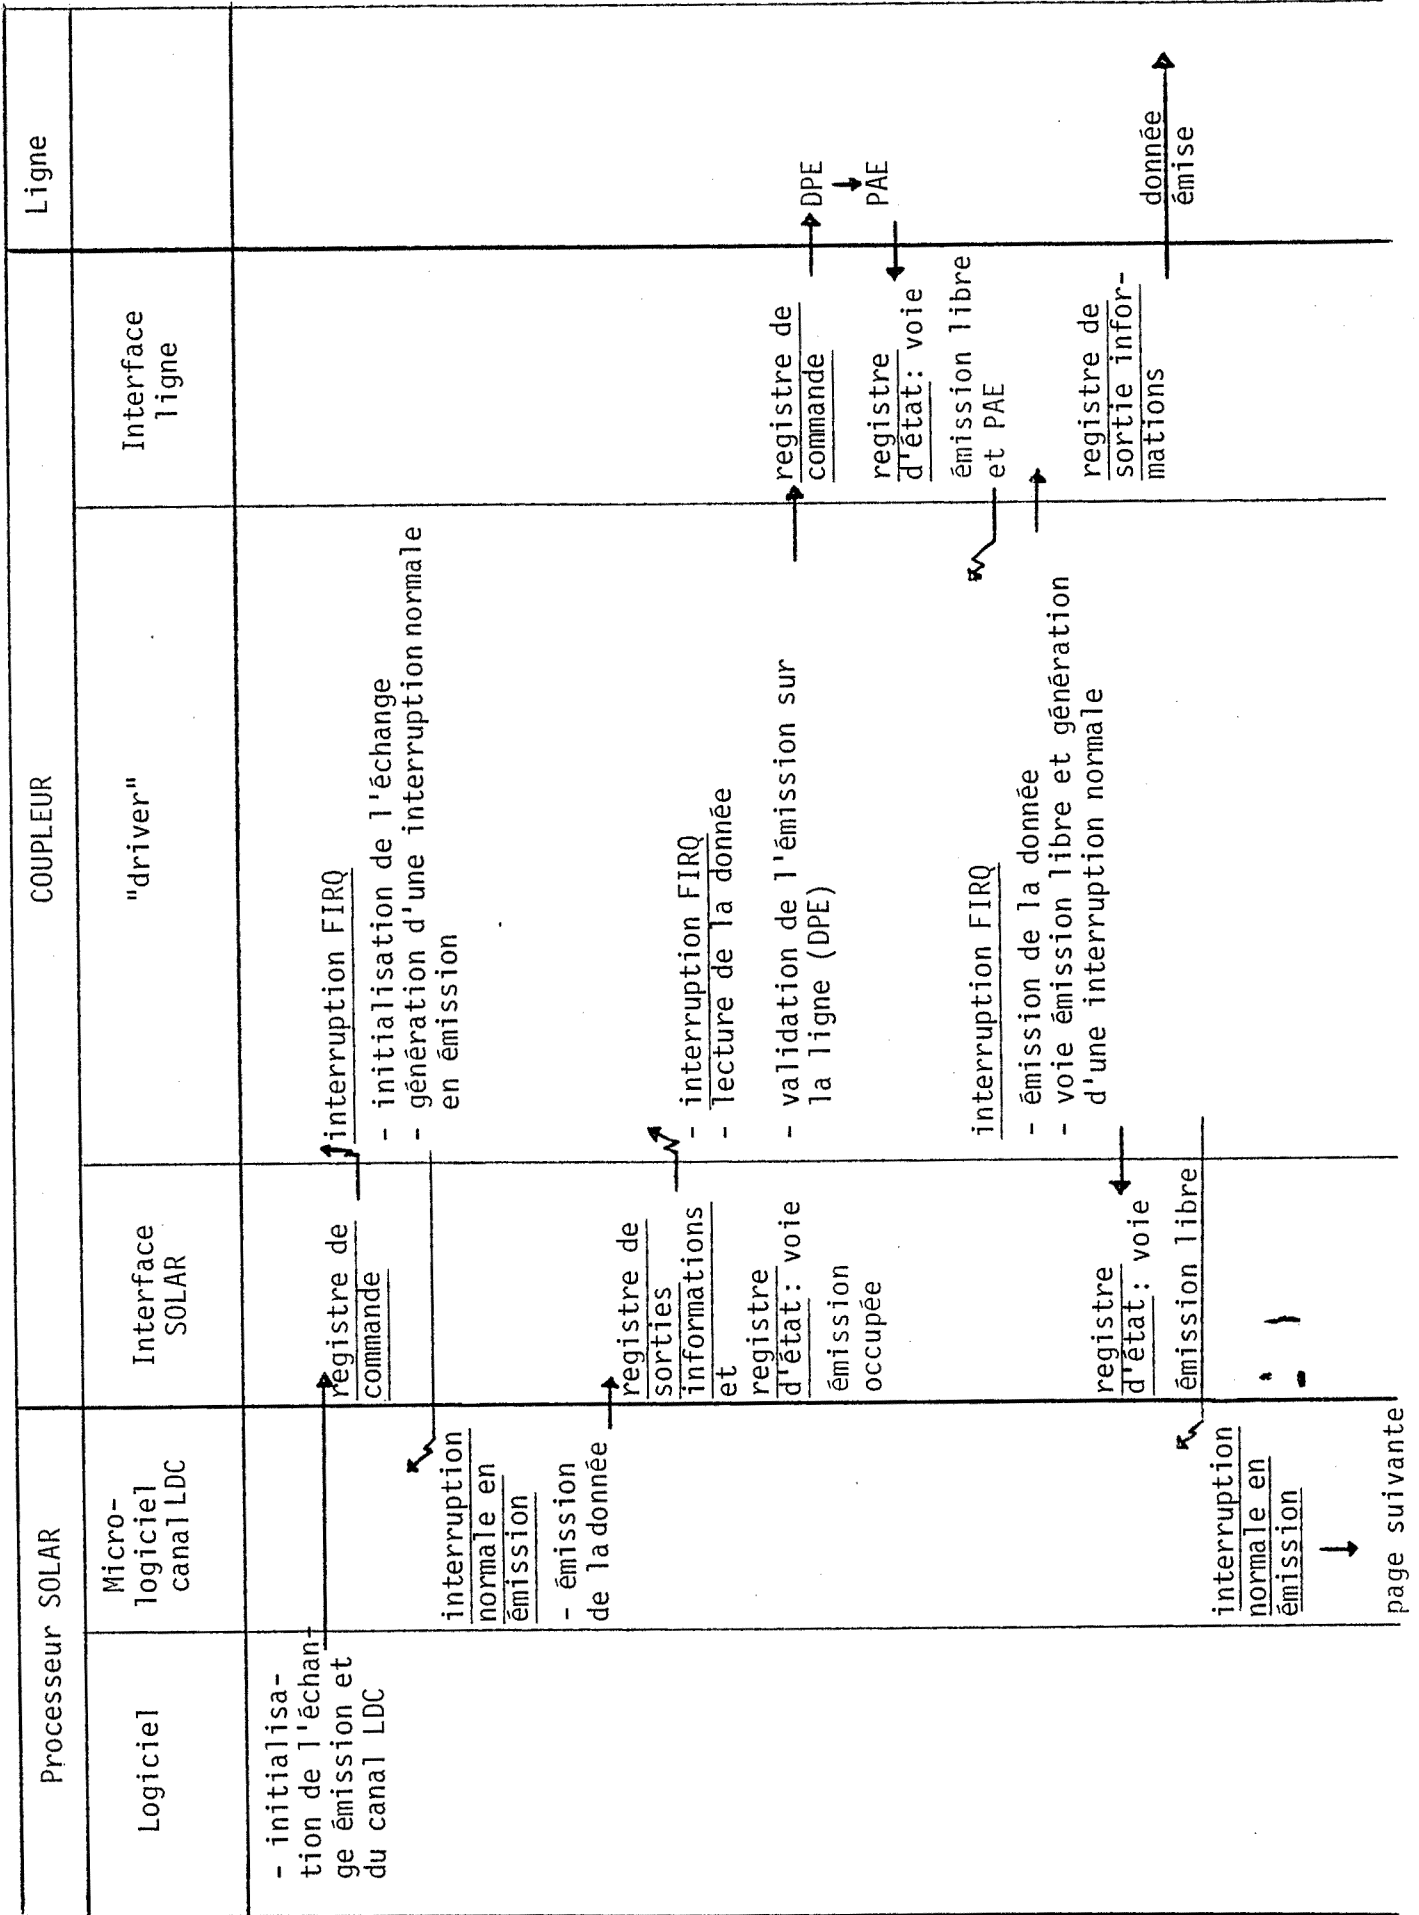 Processeur SOLAR
COUPLEUR
Ligne
Logiciel
Micro-
logiciel
canal LDC
Interface
SOLAR
"driver"
Interface
ligne
- initialisa-
tion de l'échan-
ge émission et
du canal LDC
registre de
commande
interruption FIRQ
- initialisation de l'échange
- génération d'une interruption normale
en émission
interruption
normale en
émission
- émission
de la donnée
registre de
sorties
informations
et
registre
d'état: voie
émission
occupée
- interruption FIRQ
- lecture de la donnée
- validation de l'émission sur
la ligne (DPE)
registre de
commande
DPE
PAE
registre
d'état: voie
émission libre
et PAE
interruption FIRQ
- émission de la donnée
- voie émission libre et génération
d'une interruption normale
registre de
sortie infor-
mations
donnée
émise
registre
d'état: voie
émission libre
interruption
normale en
émission
page suivante